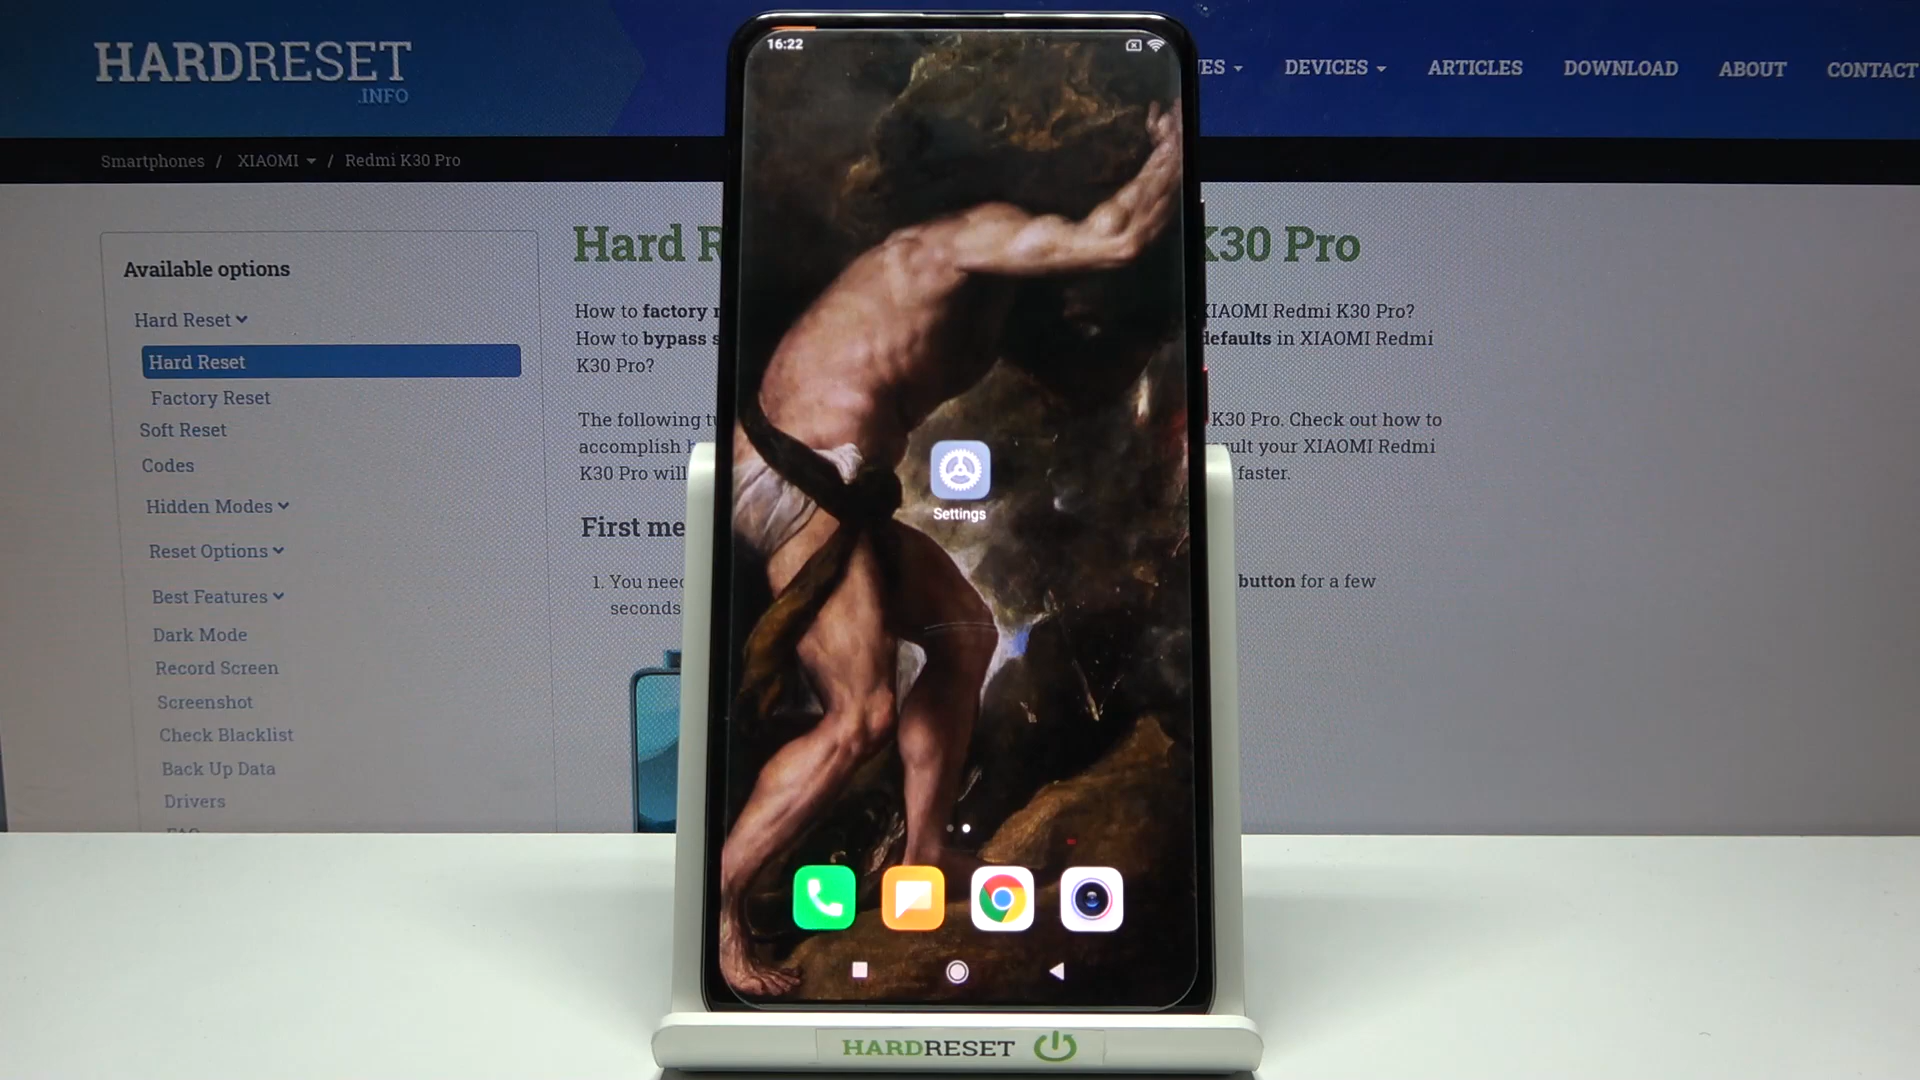 HARDRESET
.INFO
DEVICES
ARTICLES
DOWNLOAD
ABOUT
CONTACT
Smartphones / XIAOMI / Redmi K30 Pro
16:22
Available options
Hard Reset
Hard Reset
Factory Reset
Soft Reset
Codes
Hidden Modes
Reset Options
Best Features
Dark Mode
Record Screen
Screenshot
Check Blacklist
Back Up Data
Drivers
Hard R K30 Pro
How to factory XIAOMI Redmi K30 Pro?
How to bypass defaults in XIAOMI Redmi
K30 Pro?
The following K30 Pro. Check out how to
accomplish your XIAOMI Redmi
K30 Pro will faster.
First
1. You button for a few
seconds
Settings
HARDRESET